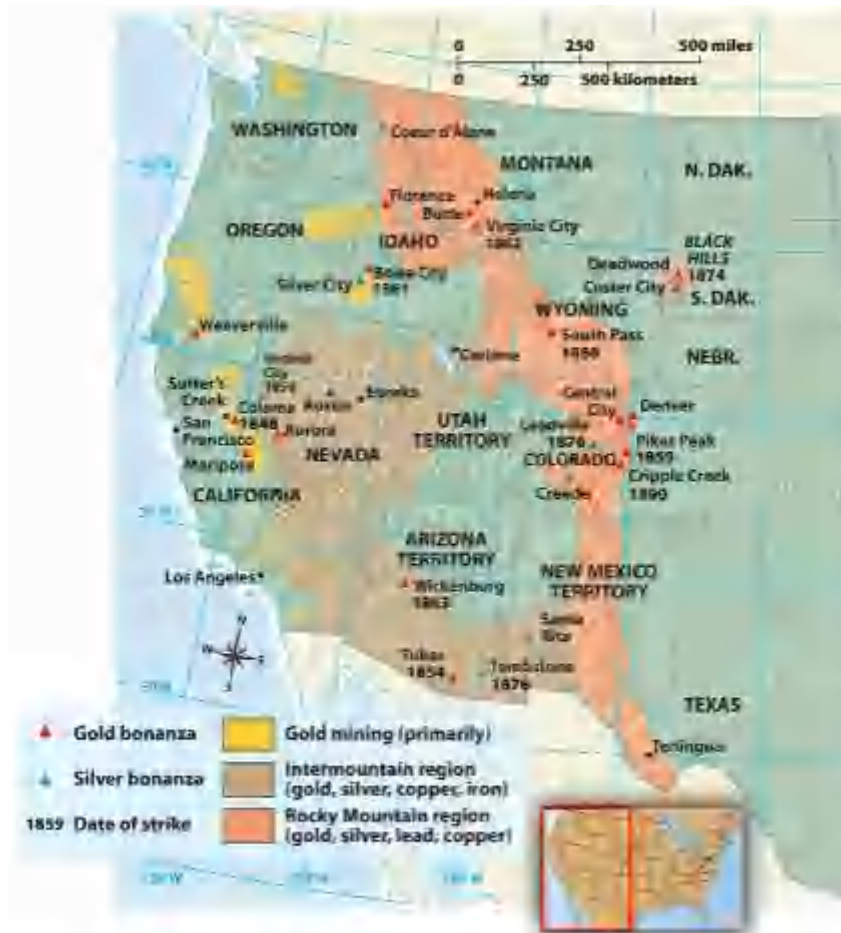 0 250 500 miles
0 250 500 kilometers
WASHINGTON
Coeur d'Alene
MONTANA
N. DAK.
Florence
Helena
Butte
OREGON
IDAHO
Virginia City
BLACK
HILLS
1874
Deadwood
Custer City
S. DAK.
Boise City
Silver City
WYOMING
Weaverville
South Pass
NEBR.
Virginia
City
Sutter's
Creek
Eureka
Austin
Coloma
1848
Central
City
Denver
UTAH
TERRITORY
Leadville
San
Francisco
Aurora
NEVADA
Pikes Peak
1859
COLORADO
Mariposa
Cripple Creek
1890
CALIFORNIA
Creede
ARIZONA
TERRITORY
NEW MEXICO
TERRITORY
Los Angeles
Wickenburg
1863
Santa
Rita
N
W E
S
Tubac
1854
Tombstone
1876
TEXAS
Terlingua
Gold bonanza
Silver bonanza
1859 Date of strike
Gold mining (primarily)
Intermountain region
(gold, silver, copper, iron)
Rocky Mountain region
(gold, silver, lead, copper)